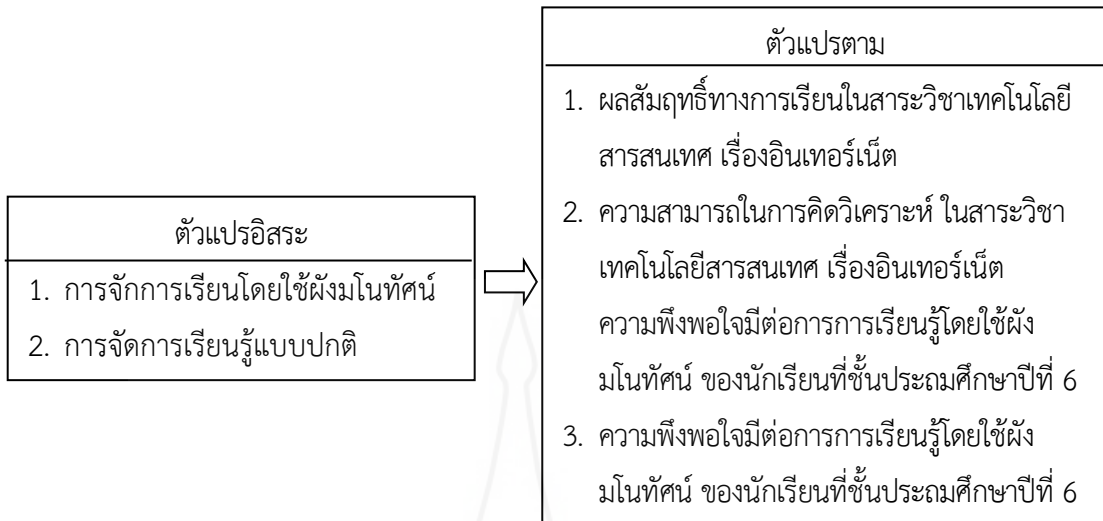 ตัวแปรอิสระ
1. การจักการเรียนโดยใช้ผังมโนทัศน์
2. การจัดการเรียนรู้แบบปกติ
ตัวแปรตาม
1. ผลสัมฤทธิ์ทางการเรียนในสาระวิชาเทคโนโลยี
สารสนเทศ เรื่องอินเทอร์เน็ต
2. ความสามารถในการคิดวิเคราะห์ ในสาระวิชา
เทคโนโลยีสารสนเทศ เรื่องอินเทอร์เน็ต
ความพึงพอใจมีต่อการการเรียนรู้โดยใช้ผัง
มโนทัศน์ ของนักเรียนที่ชั้นประถมศึกษาปีที่ 6
3. ความพึงพอใจมีต่อการการเรียนรู้โดยใช้ผัง
มโนทัศน์ ของนักเรียนที่ชั้นประถมศึกษาปีที่ 6